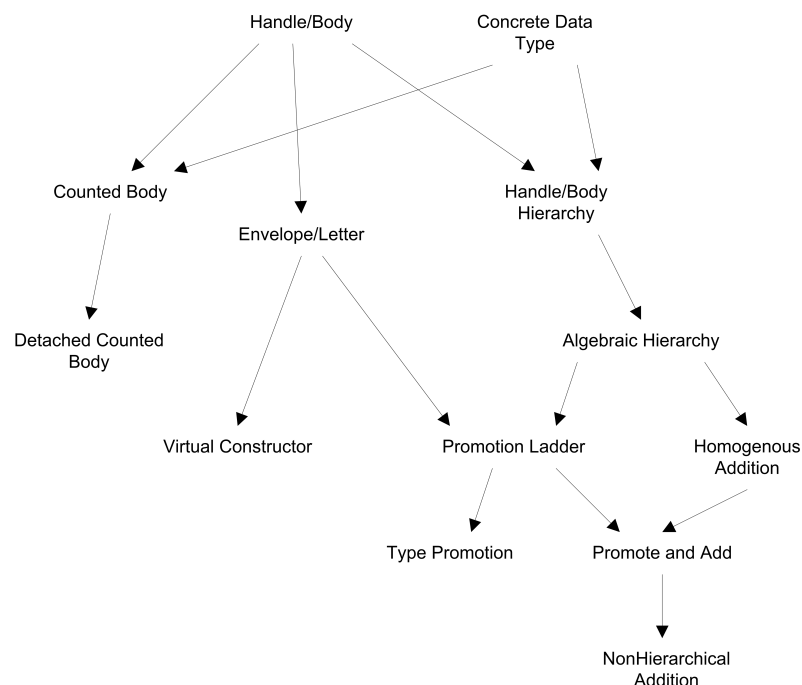 Handle/Body
Concrete Data
Type
Counted Body
Handle/Body
Hierarchy
Envelope/Letter
Detached Counted
Body
Algebraic Hierarchy
Virtual Constructor
Promotion Ladder
Homogenous
Addition
Type Promotion
Promote and Add
NonHierarchical
Addition